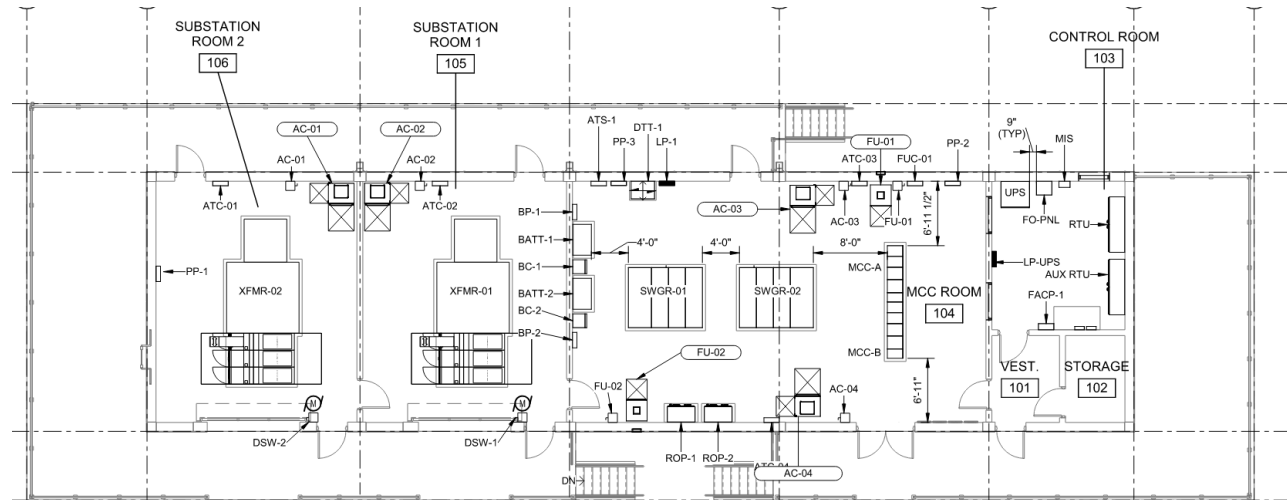 SUBSTATION
ROOM 2
106
SUBSTATION
ROOM 1
105
CONTROL ROOM
103
AC-01
AC-02
ATS-1
DTT-1
PP-3
LP-1
FU-01
ATC-03
FUC-01
PP-2
9"
(TYP)
MIS
AC-01
AC-02
ATC-01
ATC-02
UPS
FO-PNL
AC-03
AC-03
FU-01
6'-11 1/2"
BP-1
BATT-1
4'-0"
4'-0"
8'-0"
RTU
BC-1
MCC-A
LP-UPS
PP-1
XFMR-02
XFMR-01
BATT-2
SWGR-01
SWGR-02
MCC ROOM
104
AUX RTU
BC-2
FACP-1
BP-2
MCC-B
FU-02
VEST.
101
STORAGE
102
FU-02
AC-04
6'-11"
M
M
DSW-2
DSW-1
ROP-1
ROP-2
AC-04
DN